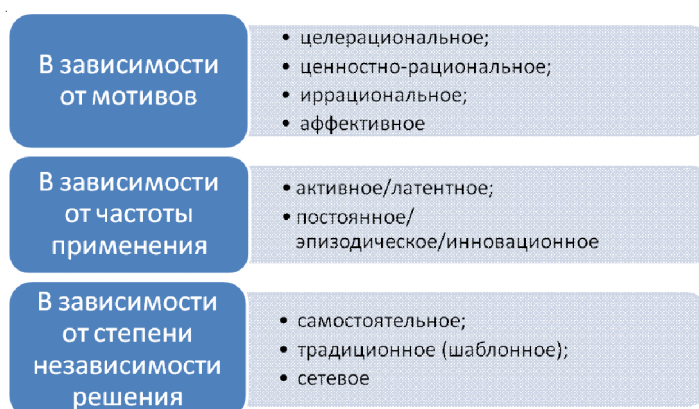 В зависимости
от мотивов
• целерациональное;
• ценностно-рациональное;
• иррациональное;
• аффективное
В зависимости
от частоты
применения
• активное/латентное;
• постоянное/
эпизодическое/инновационное
В зависимости
от степени
независимости
решения
• самостоятельное;
• традиционное (шаблонное);
• сетевое